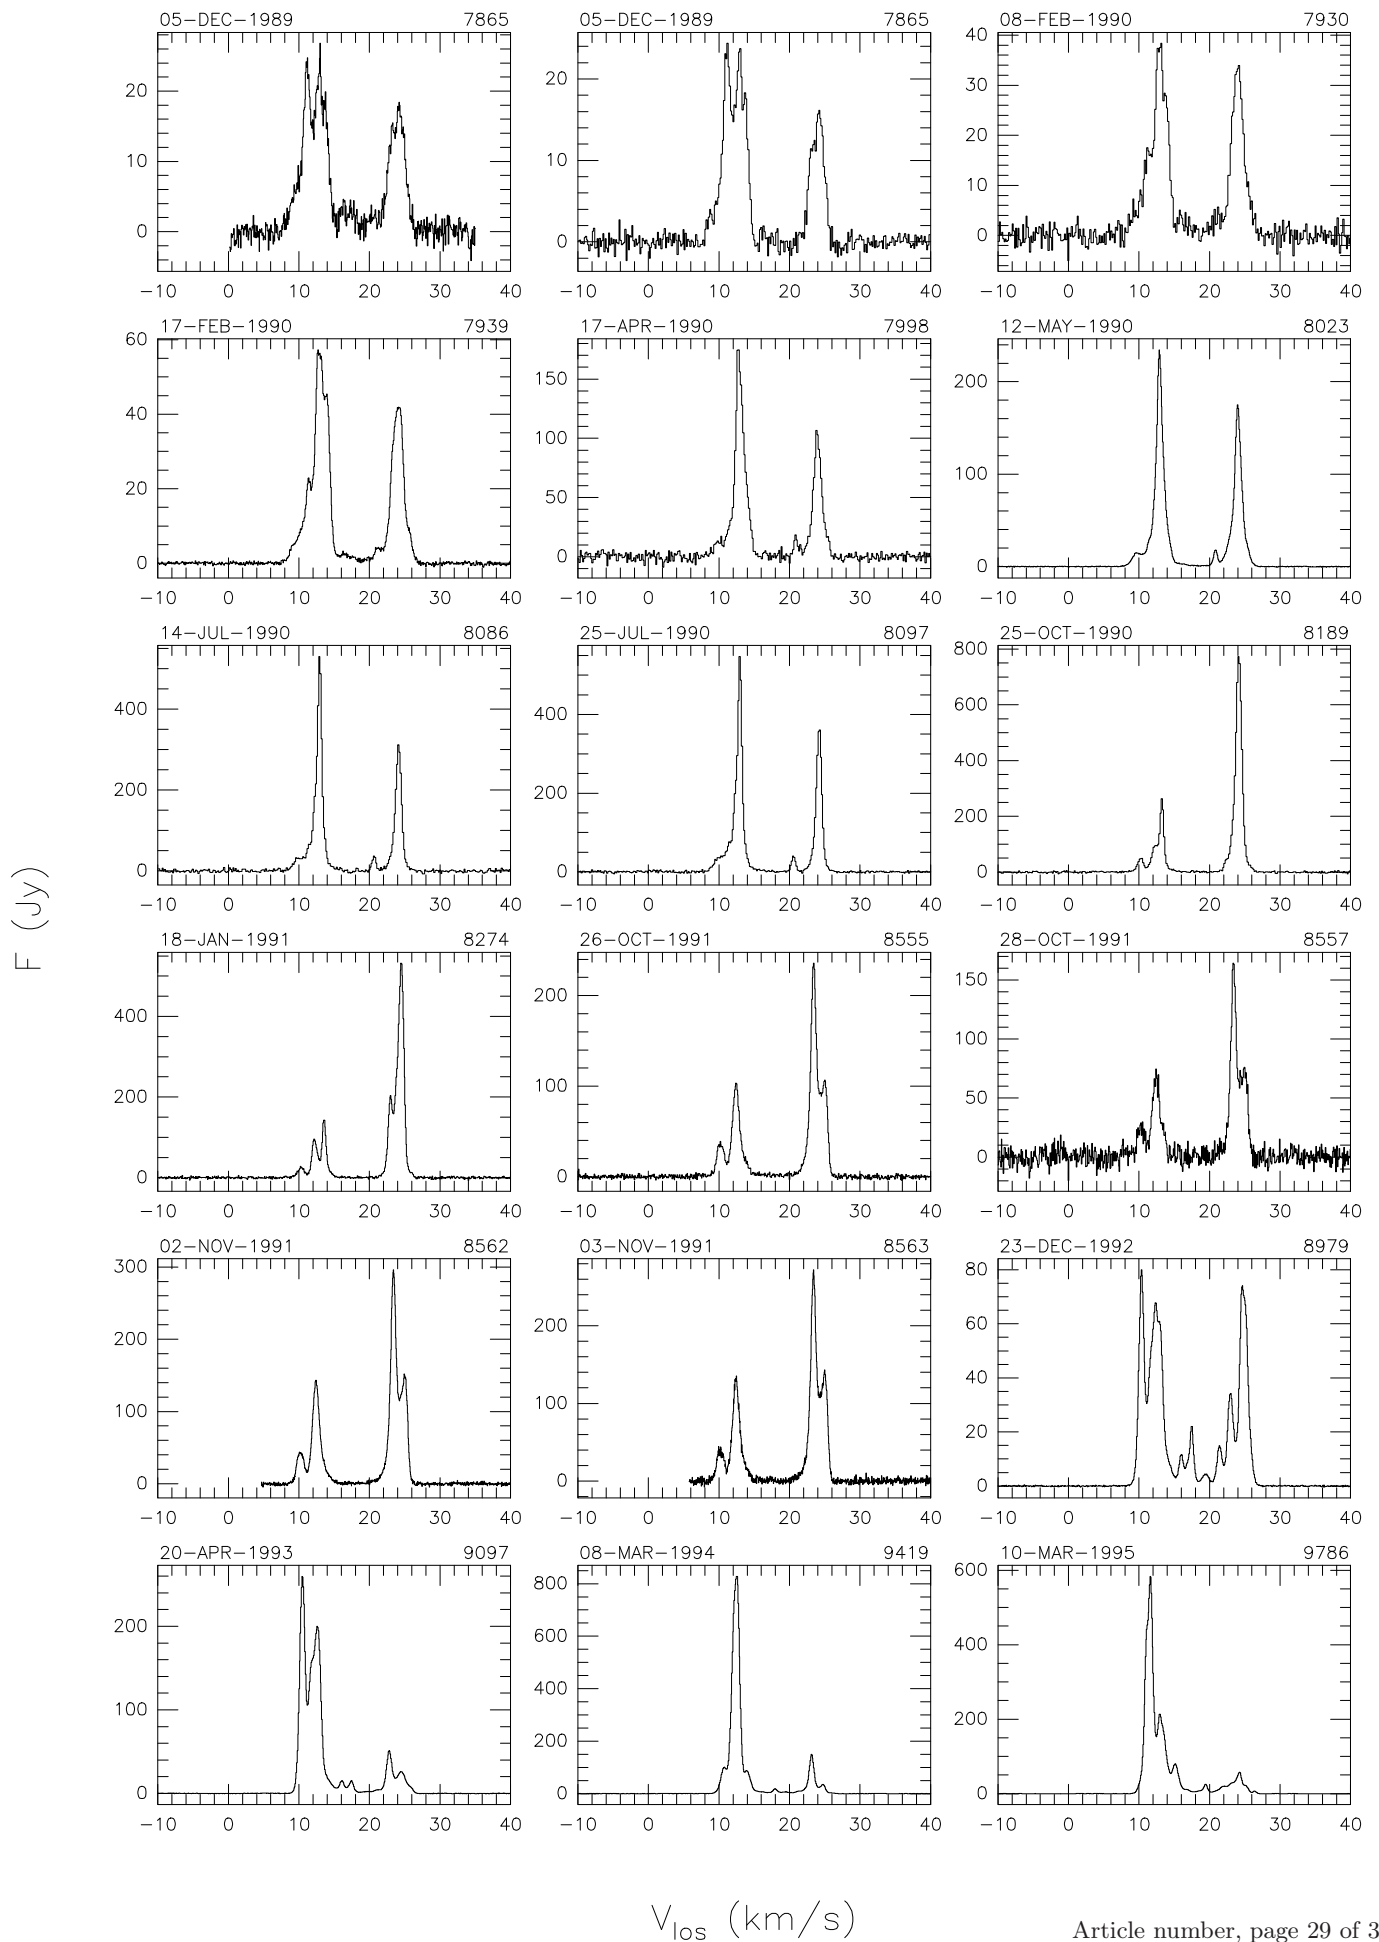 05-DEC-1989 7865 05-DEC-1989 7865 08-FEB-1990 7930
20 10 0
20 10 0
40 30 20 10 0
-10 0 10 20 30 40 -10 0 10 20 30 40 -10 0 10 20 30 40
17-FEB-1990 7939 17-APR-1990 7998 12-MAY-1990 8023
60 40 20 0
150 100 50 0
200 100 0
-10 0 10 20 30 40 -10 0 10 20 30 40 -10 0 10 20 30 40
14-JUL-1990 8086 25-JUL-1990 8097 25-OCT-1990 8189
400 200 0
400 200 0
800 600 400 200 0
-10 0 10 20 30 40 -10 0 10 20 30 40 -10 0 10 20 30 40
F (Jy)
18-JAN-1991 8274 26-OCT-1991 8555 28-OCT-1991 8557
400 200 0
200 100 0
150 100 50 0
-10 0 10 20 30 40 -10 0 10 20 30 40 -10 0 10 20 30 40
02-NOV-1991 8562 03-NOV-1991 8563 23-DEC-1992 8979
300 200 100 0
200 100 0
80 60 40 20 0
-10 0 10 20 30 40 -10 0 10 20 30 40 -10 0 10 20 30 40
20-APR-1993 9097 08-MAR-1994 9419 10-MAR-1995 9786
200 100 0
800 600 400 200 0
600 400 200 0
-10 0 10 20 30 40 -10 0 10 20 30 40 -10 0 10 20 30 40
V_los (km/s)
Article number, page 29 of 3